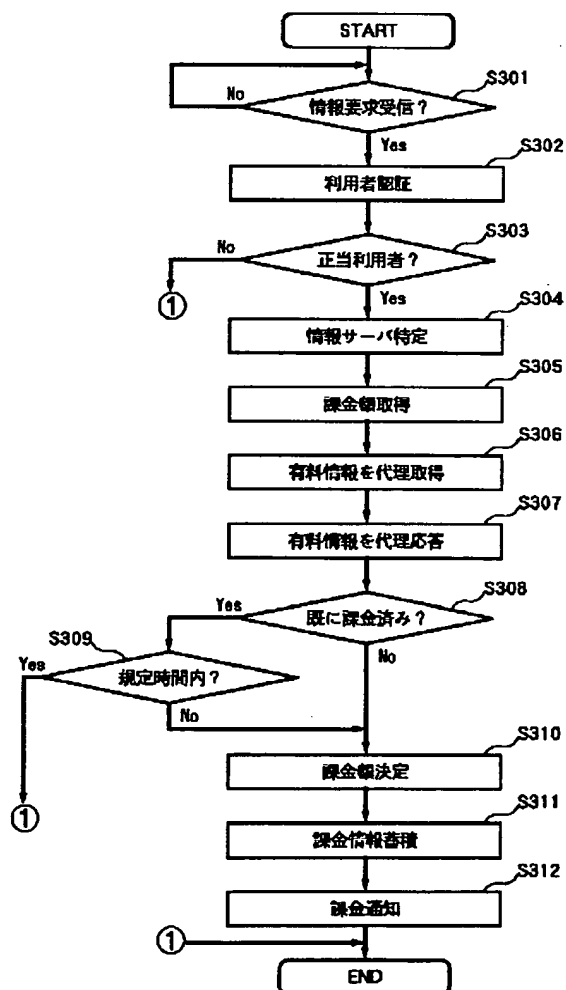 START
S301
No
情報要求受信？
Yes
S302
利用者認証
S303
No
正当利用者？
①
Yes
S304
情報サーバ特定
S305
課金額取得
S306
有料情報を代理取得
S307
有料情報を代理応答
S308
Yes
既に課金済み？
S309
No
Yes
規定時間内？
No
S310
①
課金額決定
S311
課金情報蓄積
S312
課金通知
①
END